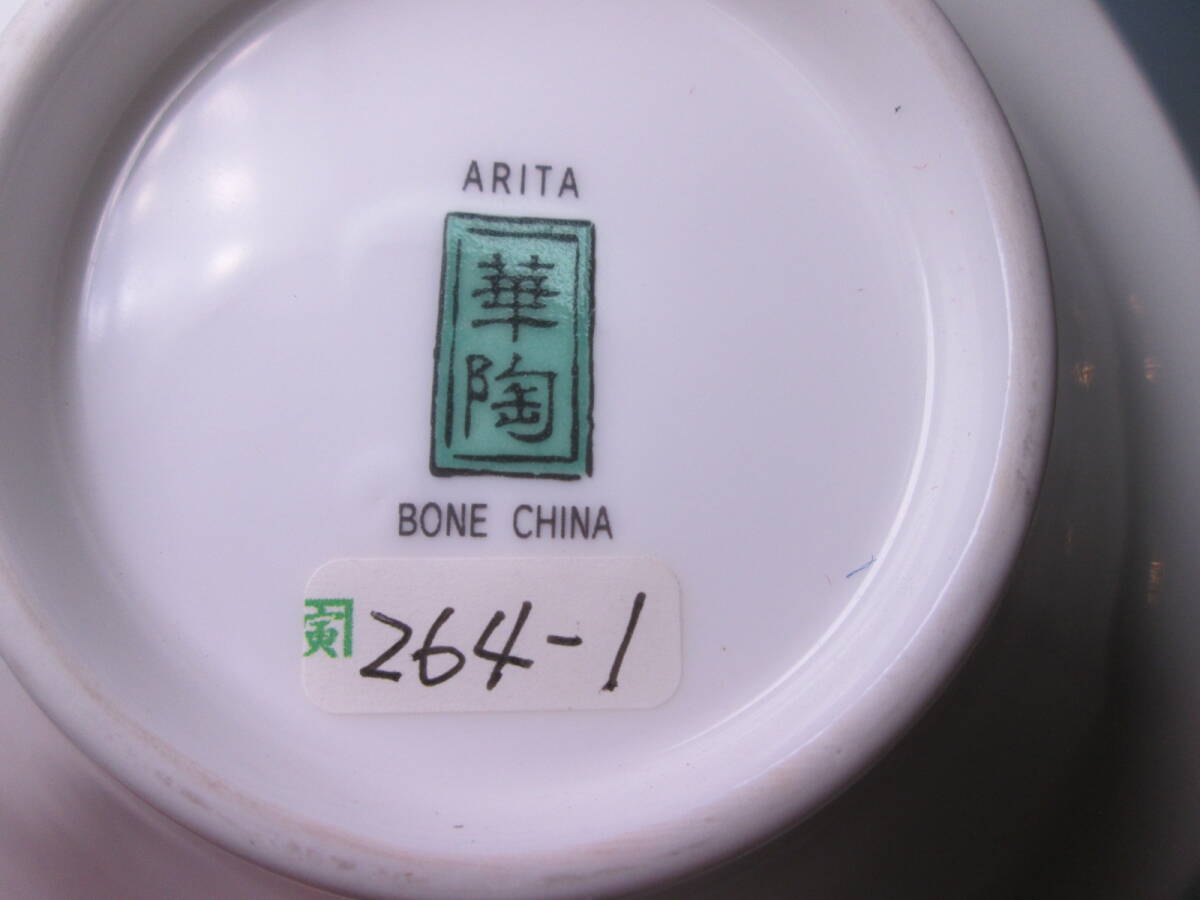 ARITA
華
陶
BONE CHINA
264-1